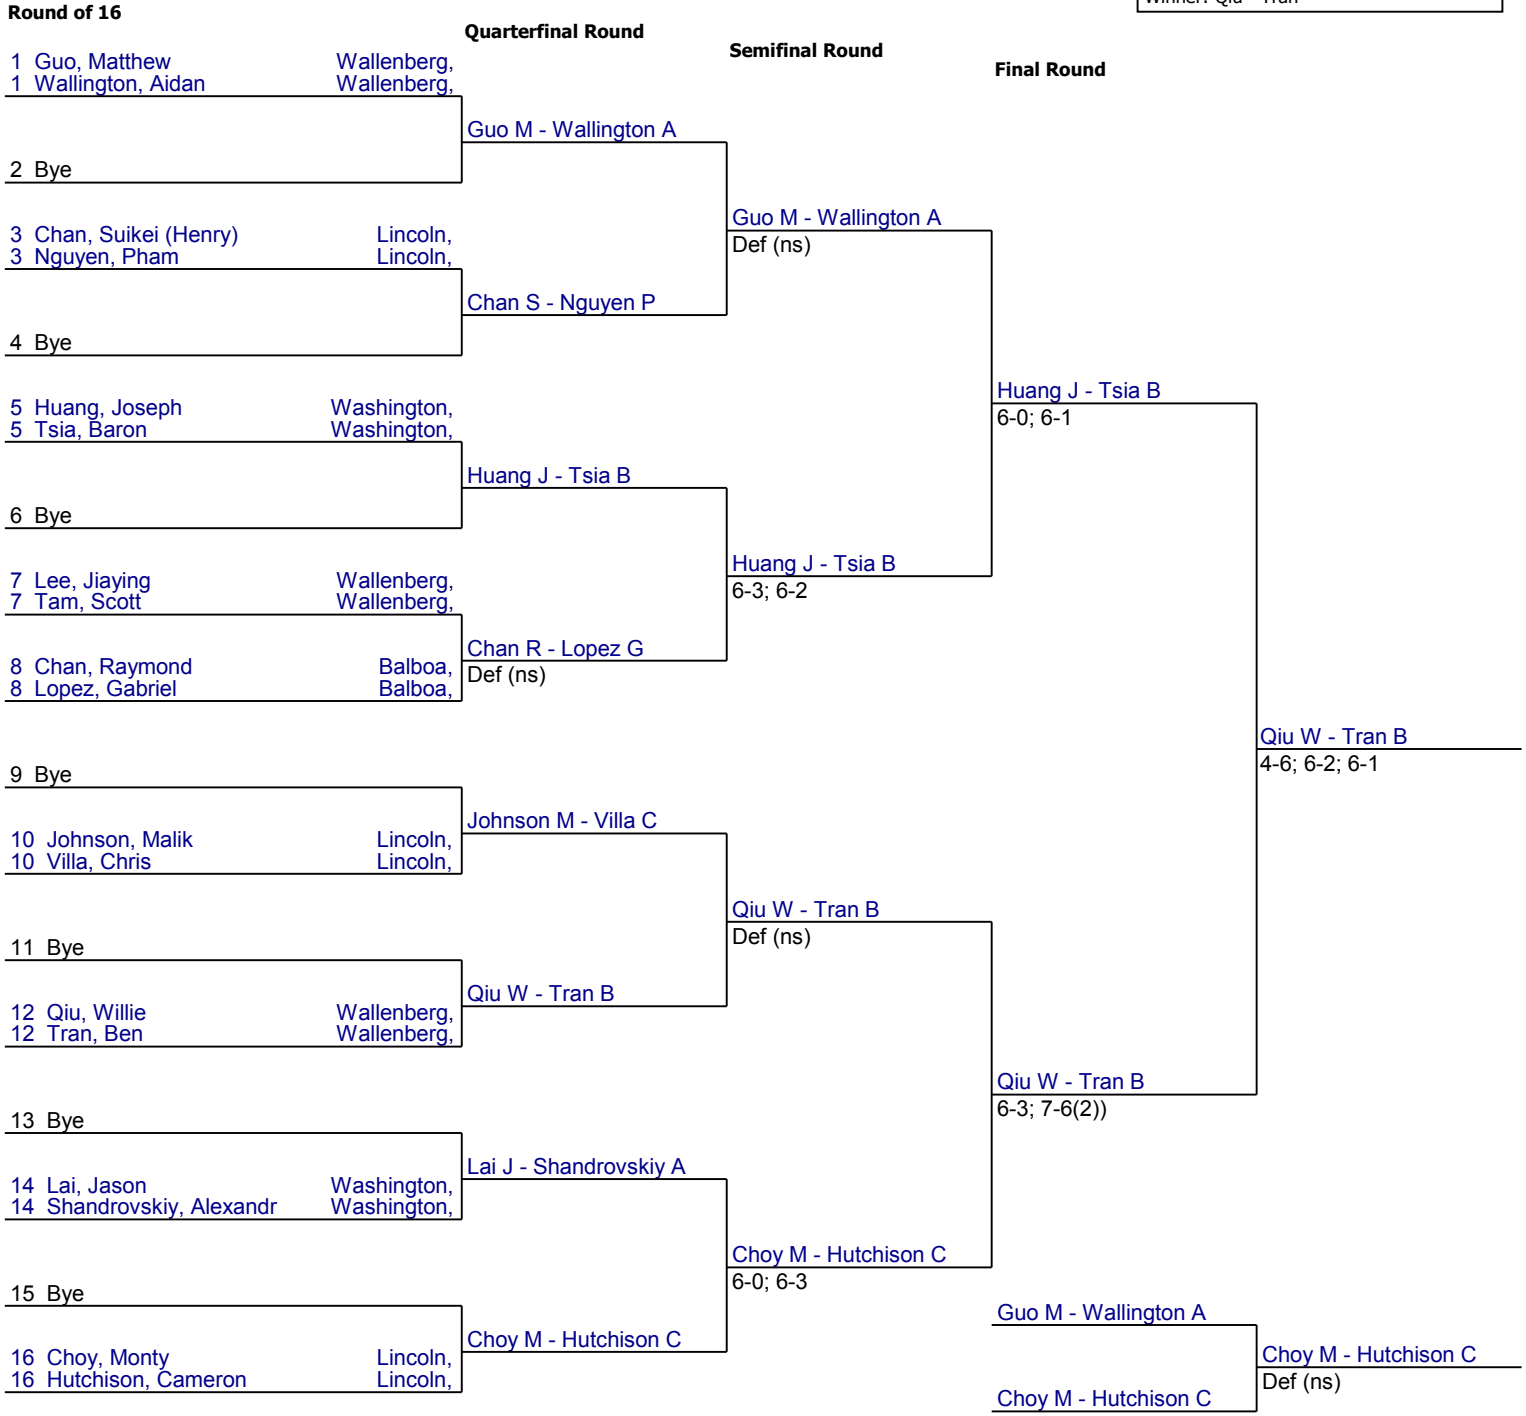 Winner: Qiu - Tran
Round of 16
Quarterfinal Round
Semifinal Round
Final Round
1 Guo, Matthew Wallenberg,
1 Wallington, Aidan Wallenberg,
Guo M - Wallington A
2 Bye
Guo M - Wallington A
Def (ns)
3 Chan, Suikei (Henry) Lincoln,
3 Nguyen, Pham Lincoln,
Chan S - Nguyen P
4 Bye
Huang J - Tsia B
6-0; 6-1
5 Huang, Joseph Washington,
5 Tsia, Baron Washington,
Huang J - Tsia B
6 Bye
Huang J - Tsia B
6-3; 6-2
7 Lee, Jiaying Wallenberg,
7 Tam, Scott Wallenberg,
Chan R - Lopez G
Def (ns)
8 Chan, Raymond Balboa,
8 Lopez, Gabriel Balboa,
Qiu W - Tran B
4-6; 6-2; 6-1
9 Bye
Johnson M - Villa C
10 Johnson, Malik Lincoln,
10 Villa, Chris Lincoln,
Qiu W - Tran B
Def (ns)
11 Bye
Qiu W - Tran B
12 Qiu, Willie Wallenberg,
12 Tran, Ben Wallenberg,
Qiu W - Tran B
6-3; 7-6(2))
13 Bye
Lai J - Shandrovskiy A
14 Lai, Jason Washington,
14 Shandrovskiy, Alexandr Washington,
Choy M - Hutchison C
6-0; 6-3
15 Bye
Choy M - Hutchison C
16 Choy, Monty Lincoln,
16 Hutchison, Cameron Lincoln,
Guo M - Wallington A
Choy M - Hutchison C
Def (ns)
Choy M - Hutchison C